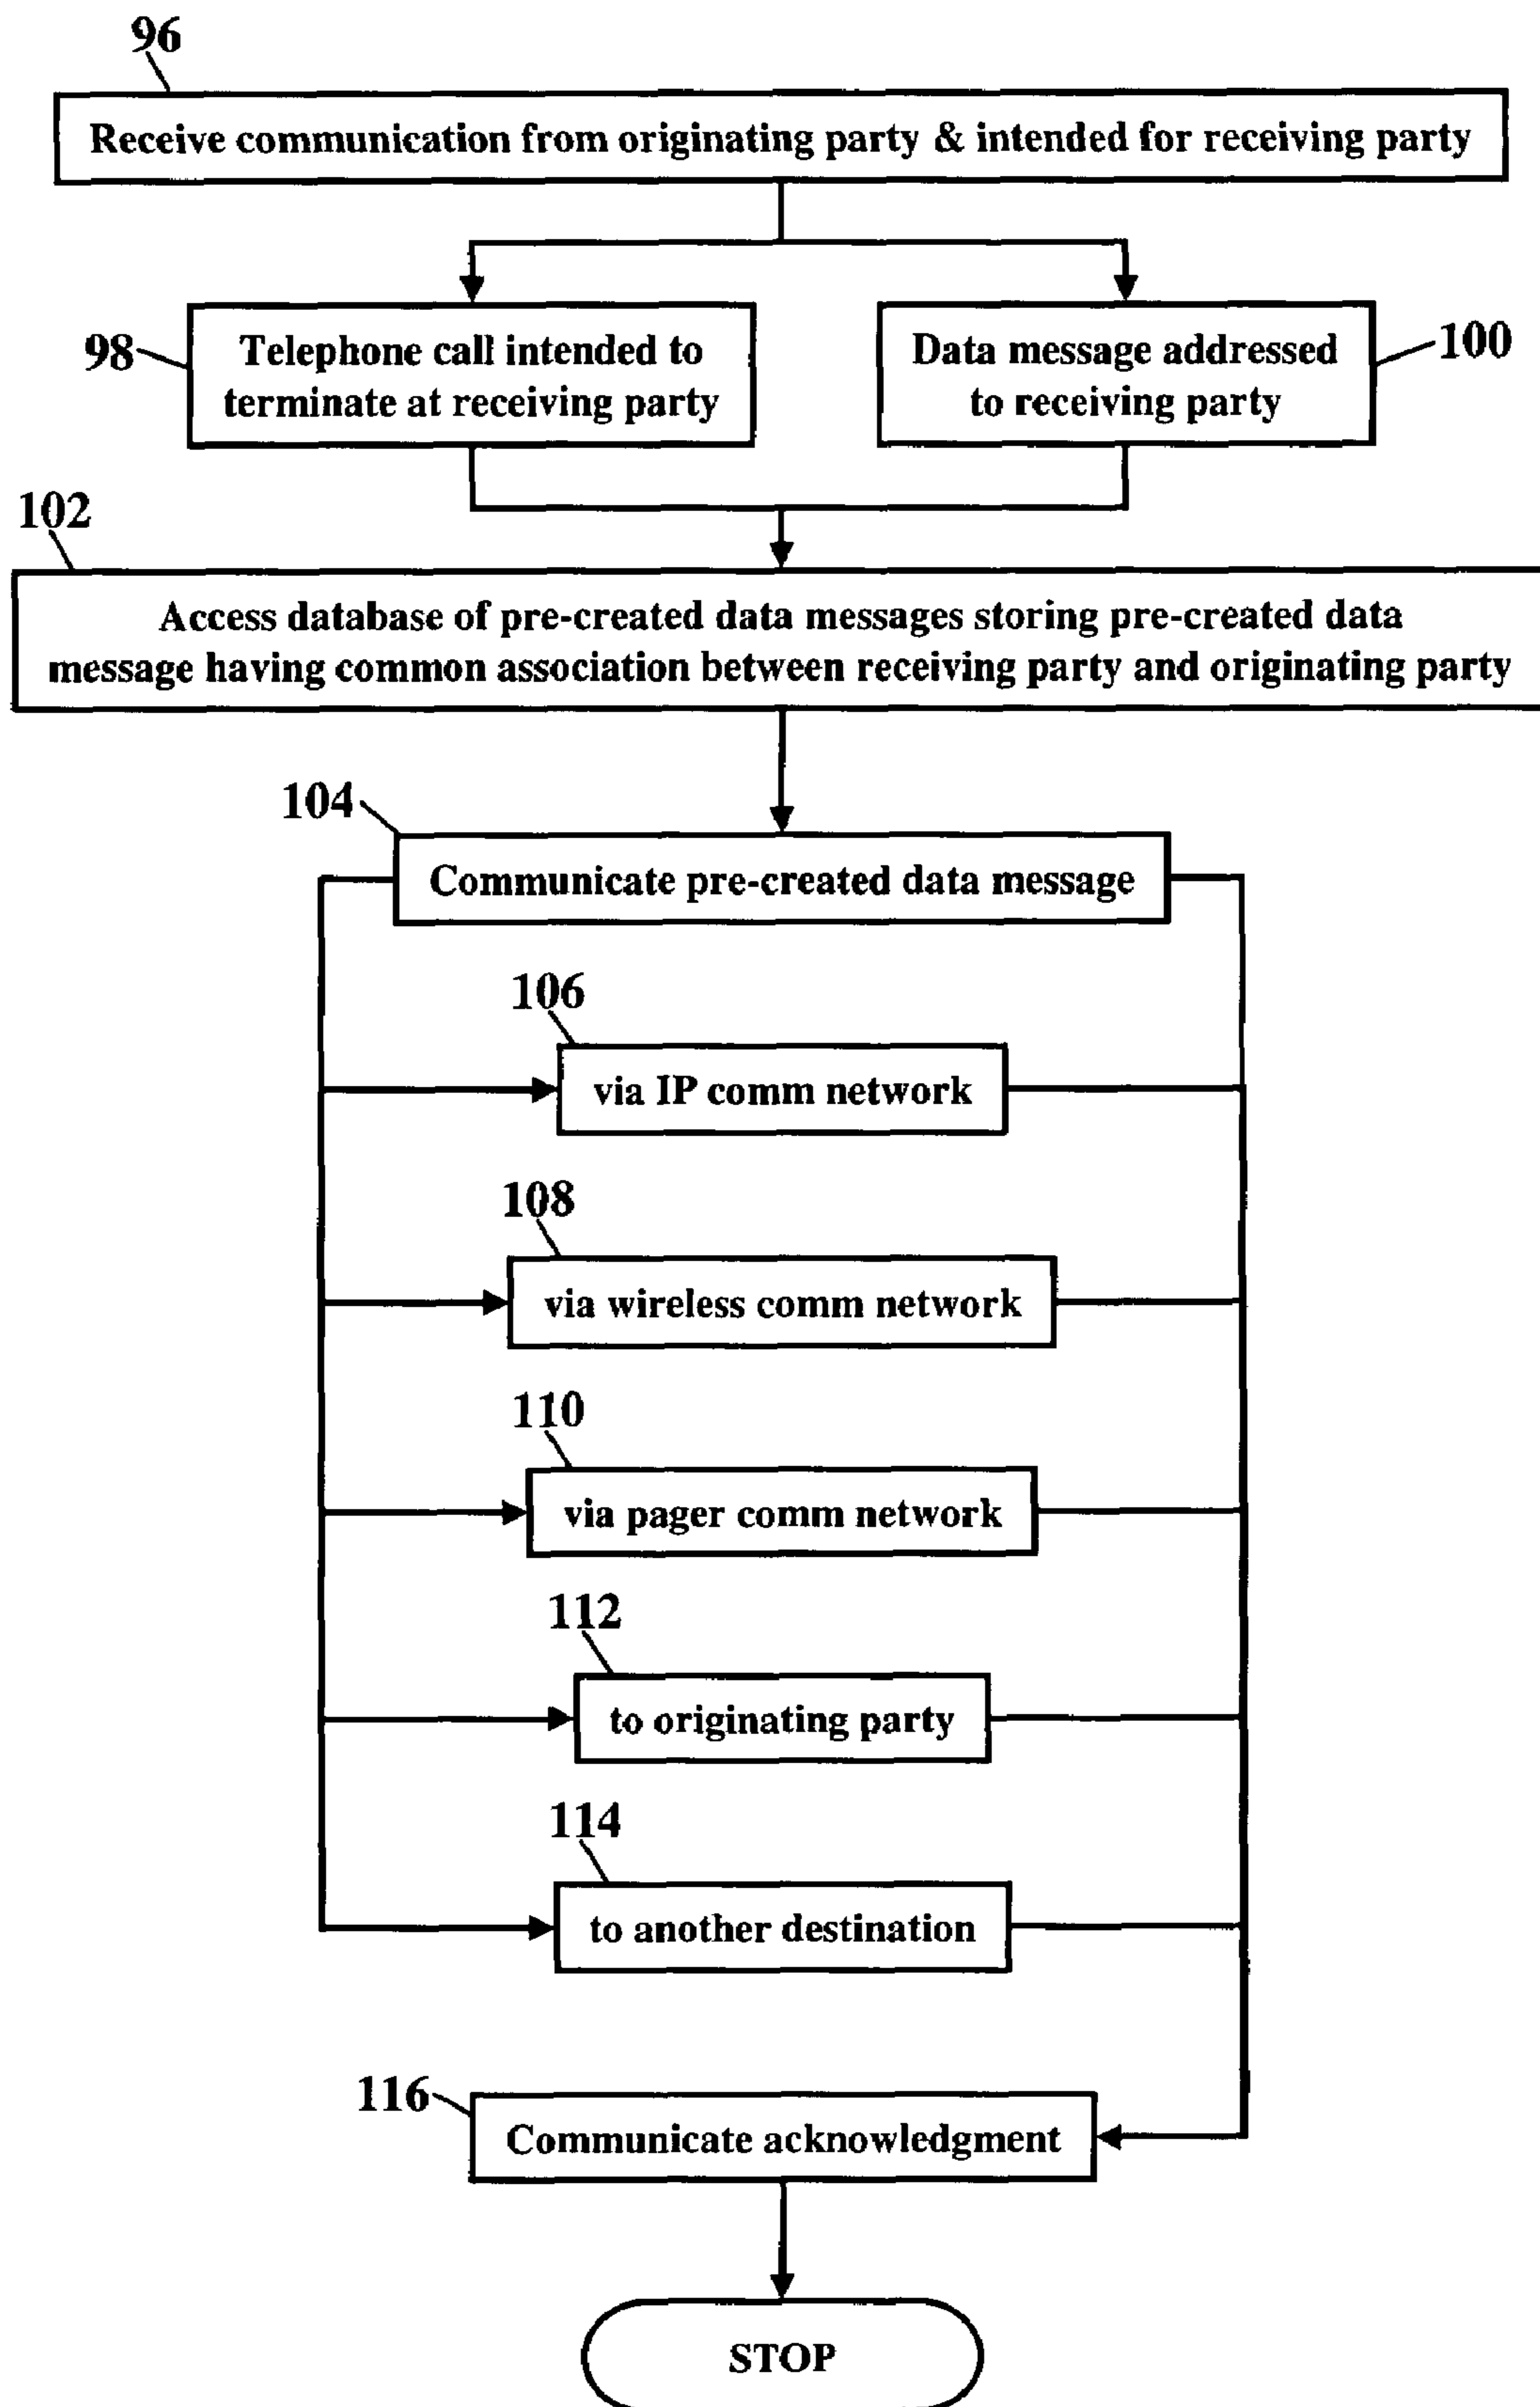 96
Receive communication from originating party & intended for receiving party
98
Telephone call intended to
terminate at receiving party
Data message addressed
to receiving party
100
102
Access database of pre-created data messages storing pre-created data
message having common association between receiving party and originating party
104
Communicate pre-created data message
106
via IP comm network
108
via wireless comm network
110
via pager comm network
112
to originating party
114
to another destination
116
Communicate acknowledgment
STOP